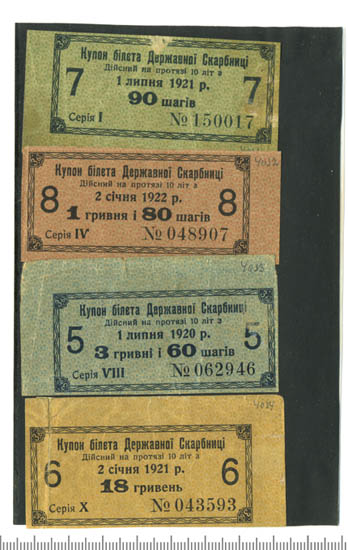 Купон білета Державної Скарбниці
Дійсний на протязі 10 літ з
7 1 липня 1921 р. 7
90 шагів
Серія I № 150017
4032
Купон білета Державної Скарбниці
Дійсний на протязі 10 літ з
8 2 січня 1922 р. 8
1 гривня і 80 шагів
Серія IV № 048907
4033
Купон білета Державної Скарбниці
Дійсний на протязі 10 літ з
5 1 липня 1920 р. 5
3 гривні і 60 шагів
Серія VIII № 062946
4034
Купон білета Державної Скарбниці
Дійсний на протязі 10 літ з
6 2 січня 1921 р. 6
18 гривень
Серія X № 043593